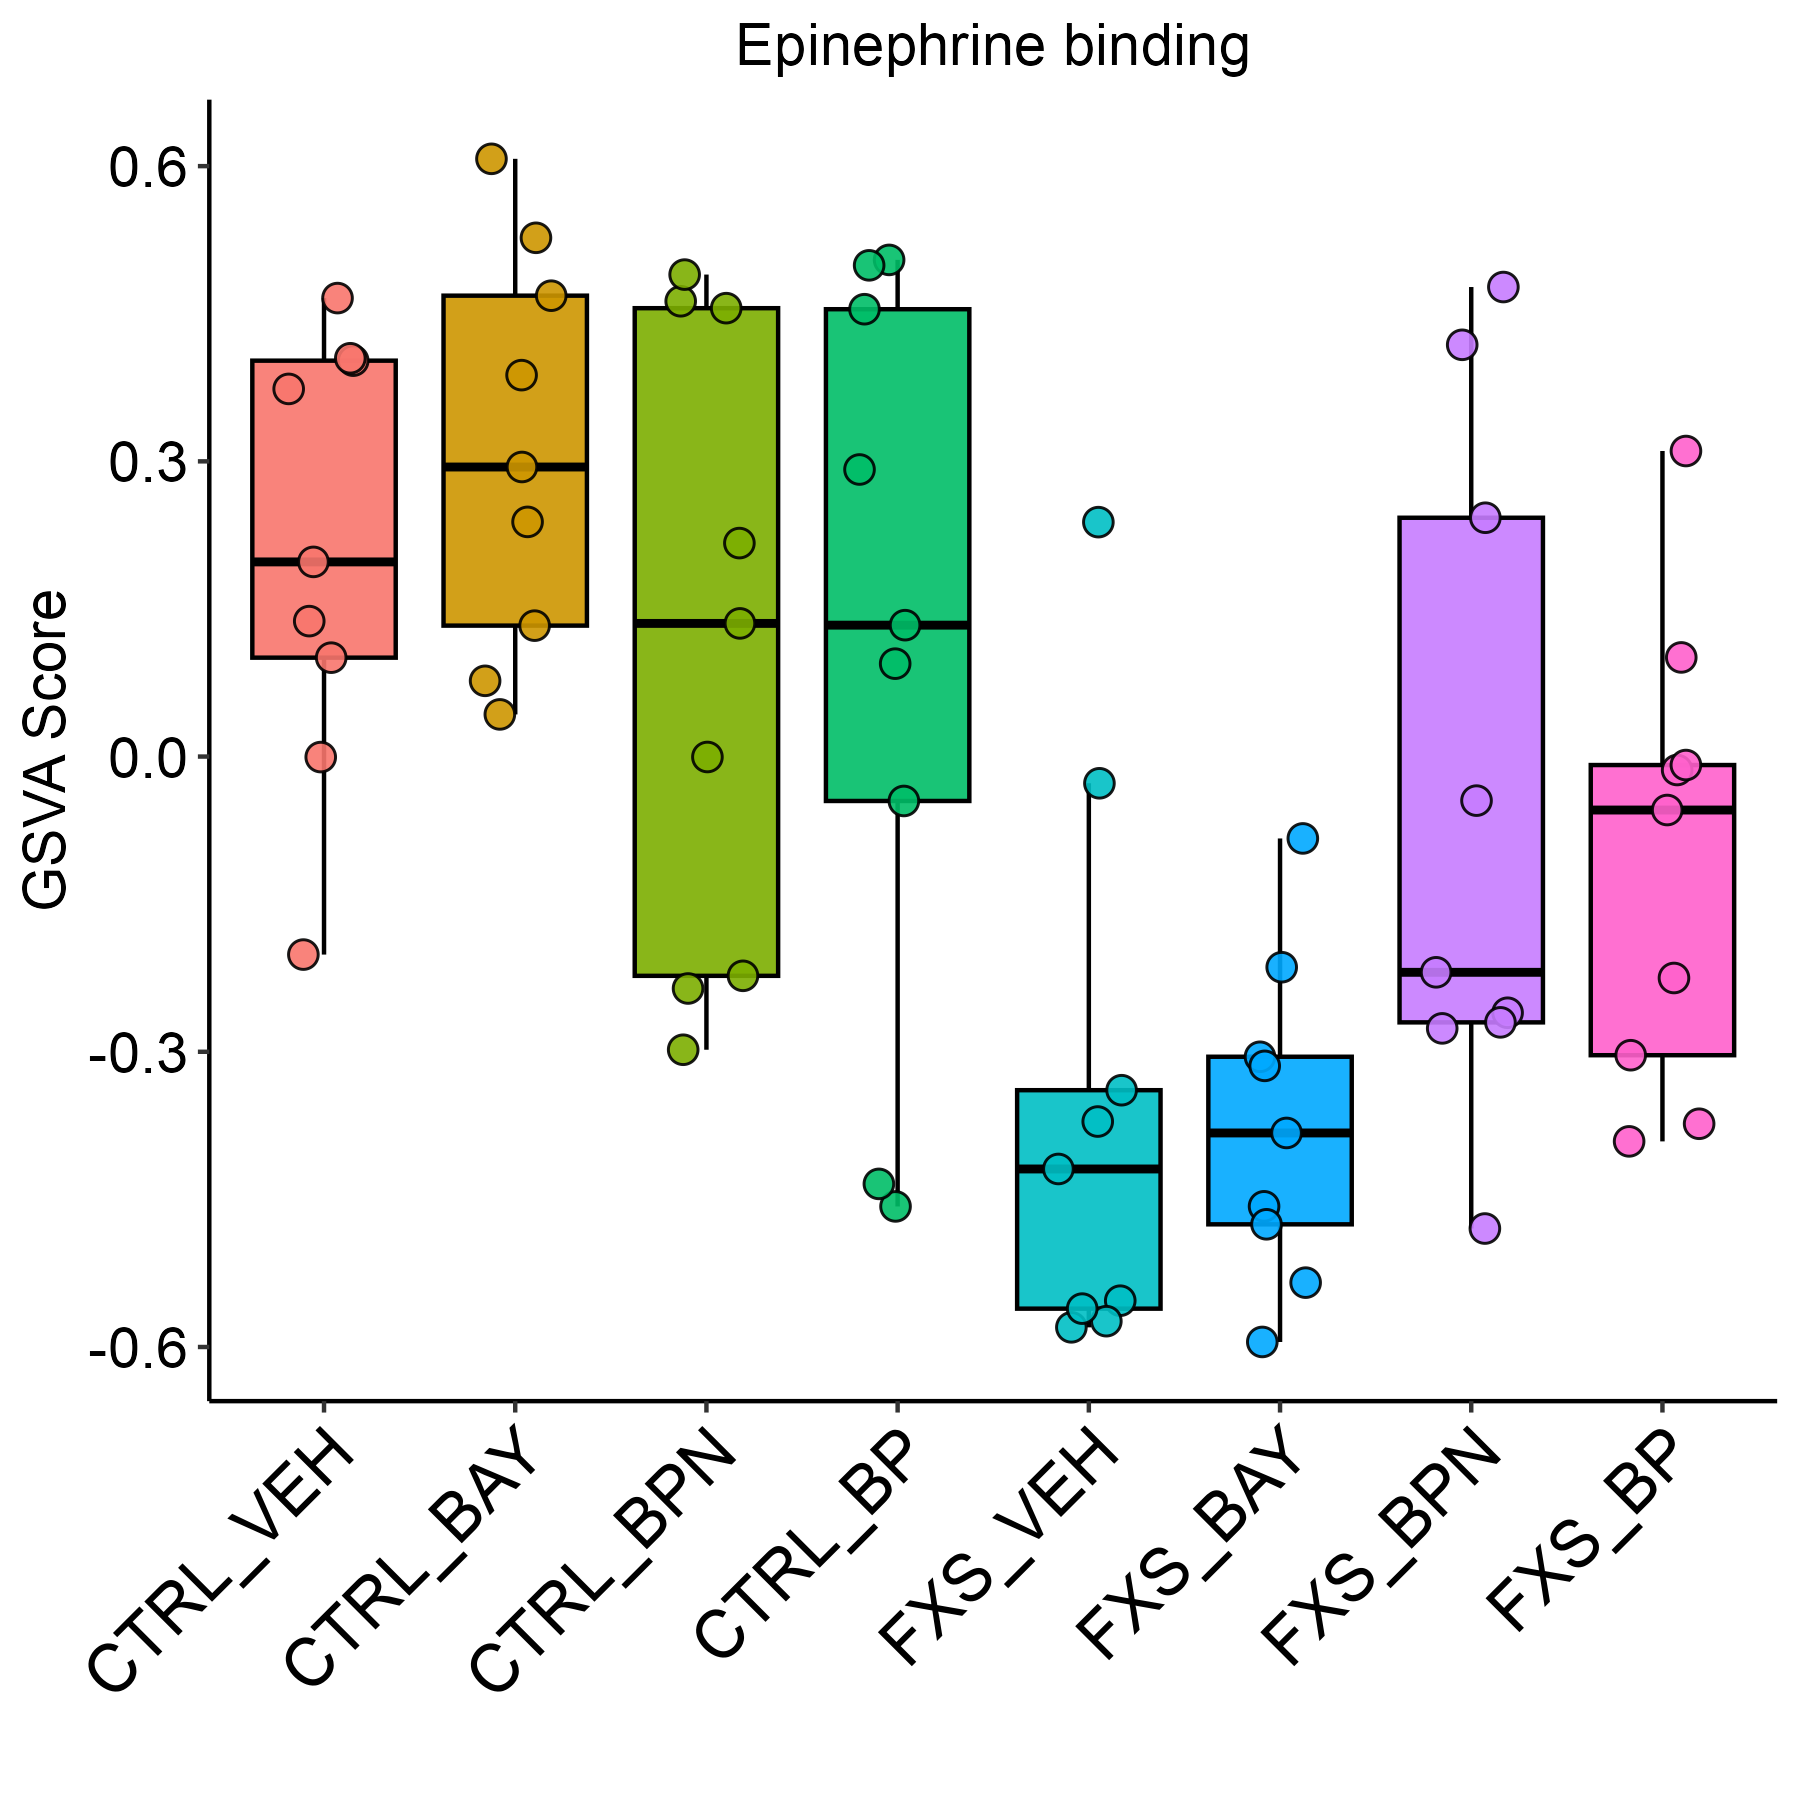 Epinephrine binding
GSVA Score
0.6
0.3
0.0
-0.3
-0.6
CTRL_VEH
CTRL_BAY
CTRL_BPN
CTRL_BP
FXS_VEH
FXS_BAY
FXS_BPN
FXS_BP